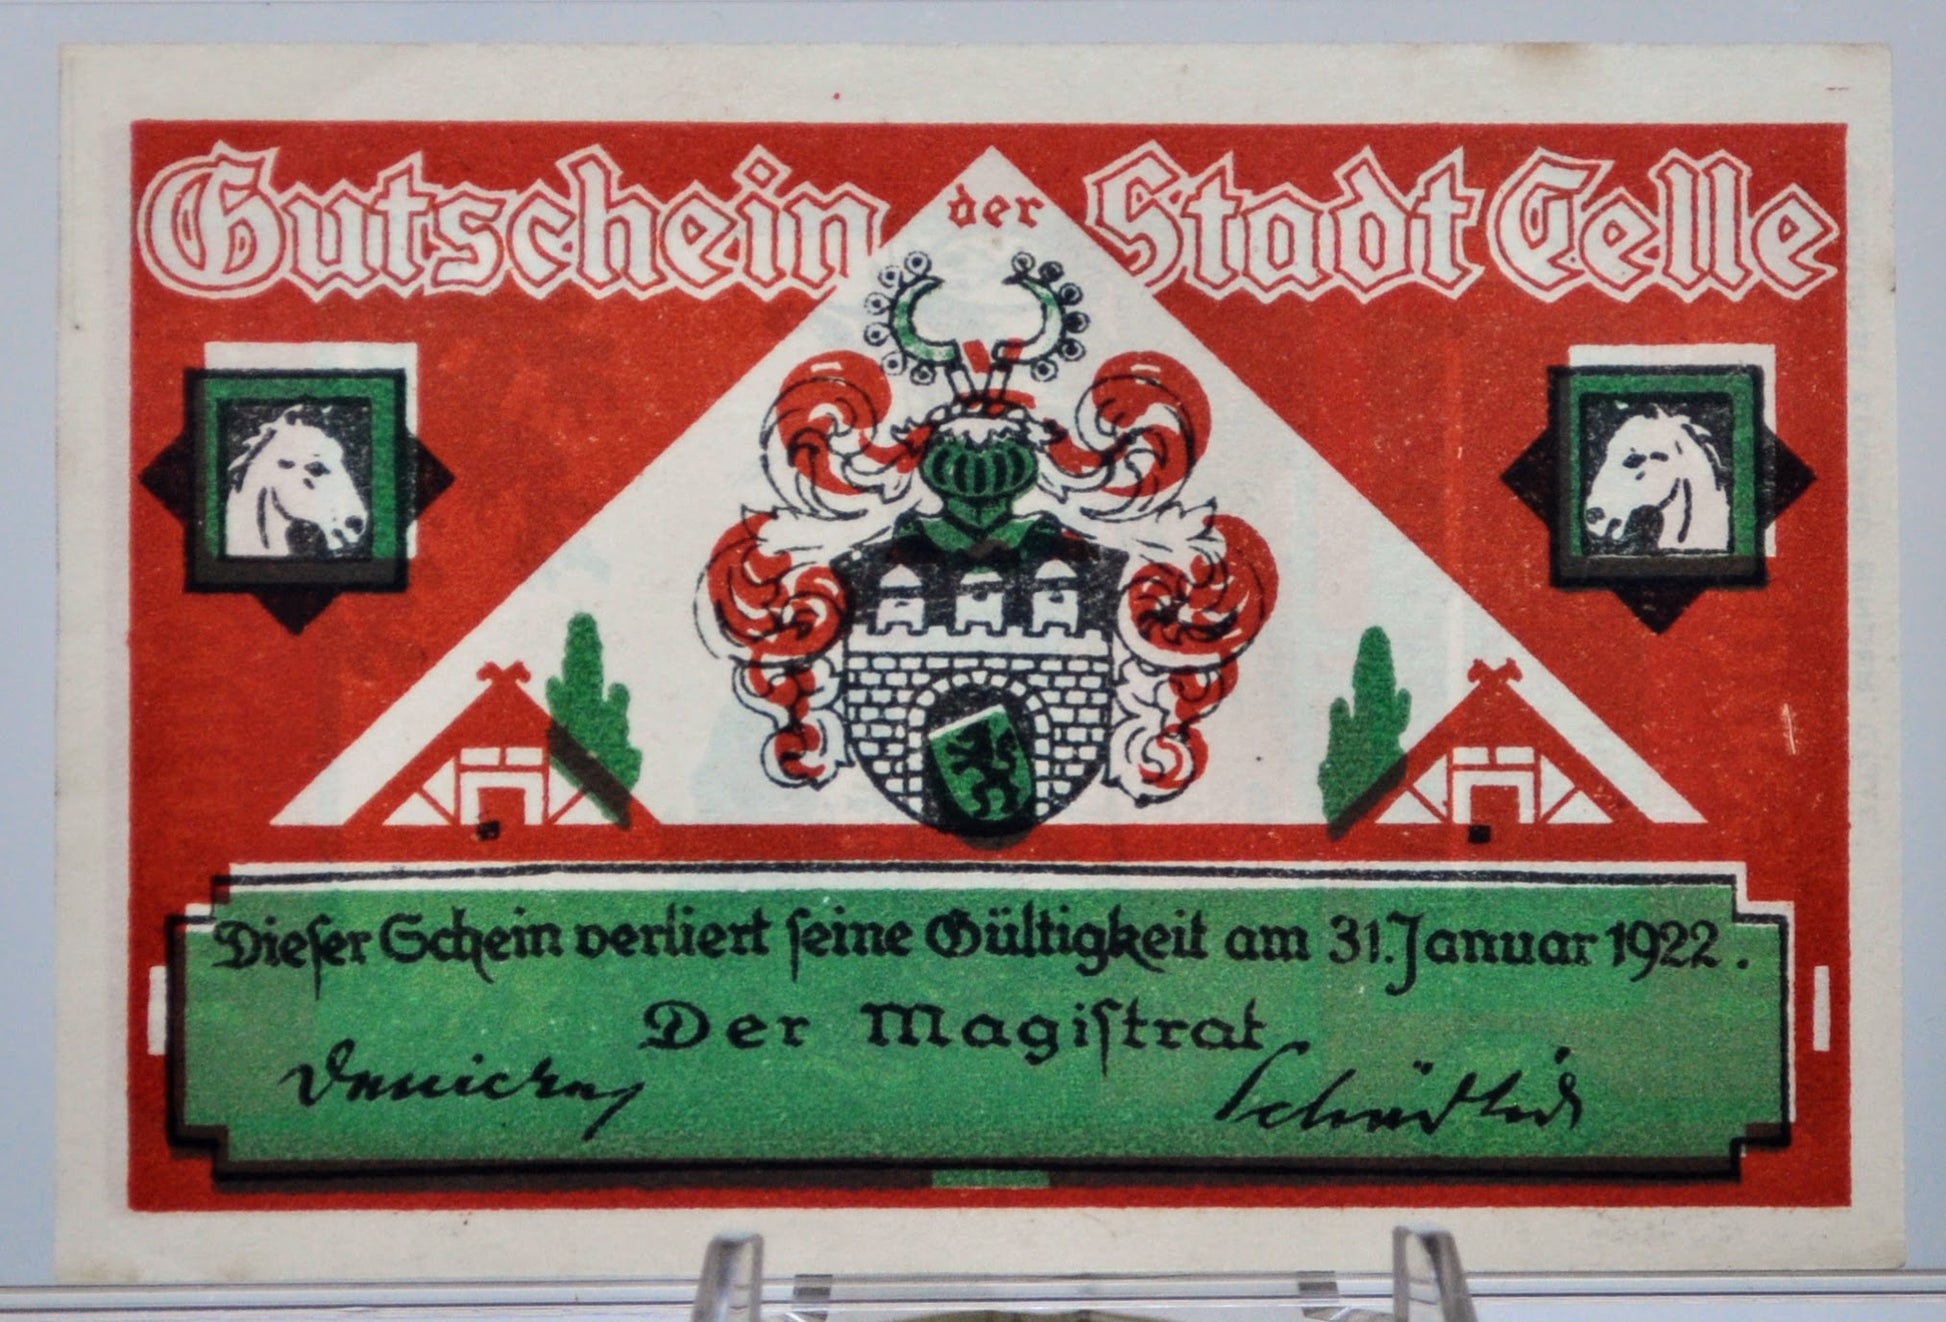 Gutschein der Stadt Celle
Dieser Schein verliert seine Gültigkeit am 31. Januar 1922.
Der Magistrat